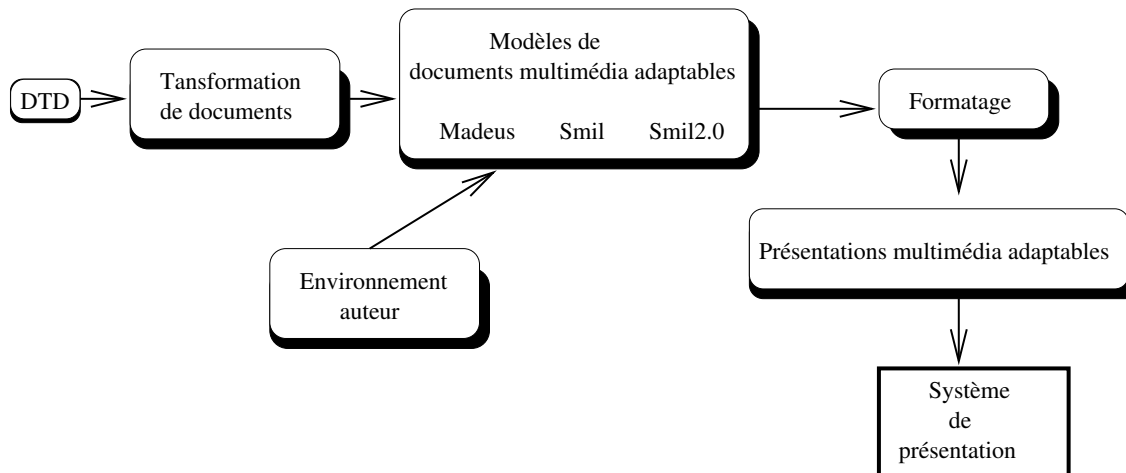 DTD
Tansformation
de documents
Modèles de
documents multimédia adaptables
Madeus Smil Smil2.0
Formatage
Environnement
auteur
Présentations multimédia adaptables
Système
de
présentation